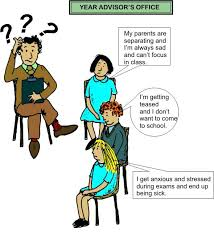 YEAR ADVISOR'S OFFICE
? ? ?
My parents are
separating and
I'm always sad
and can't focus
in class.
I'm getting
teased and
I don't want
to come
to school.
I get anxious and stressed
during exams and end up
being sick.